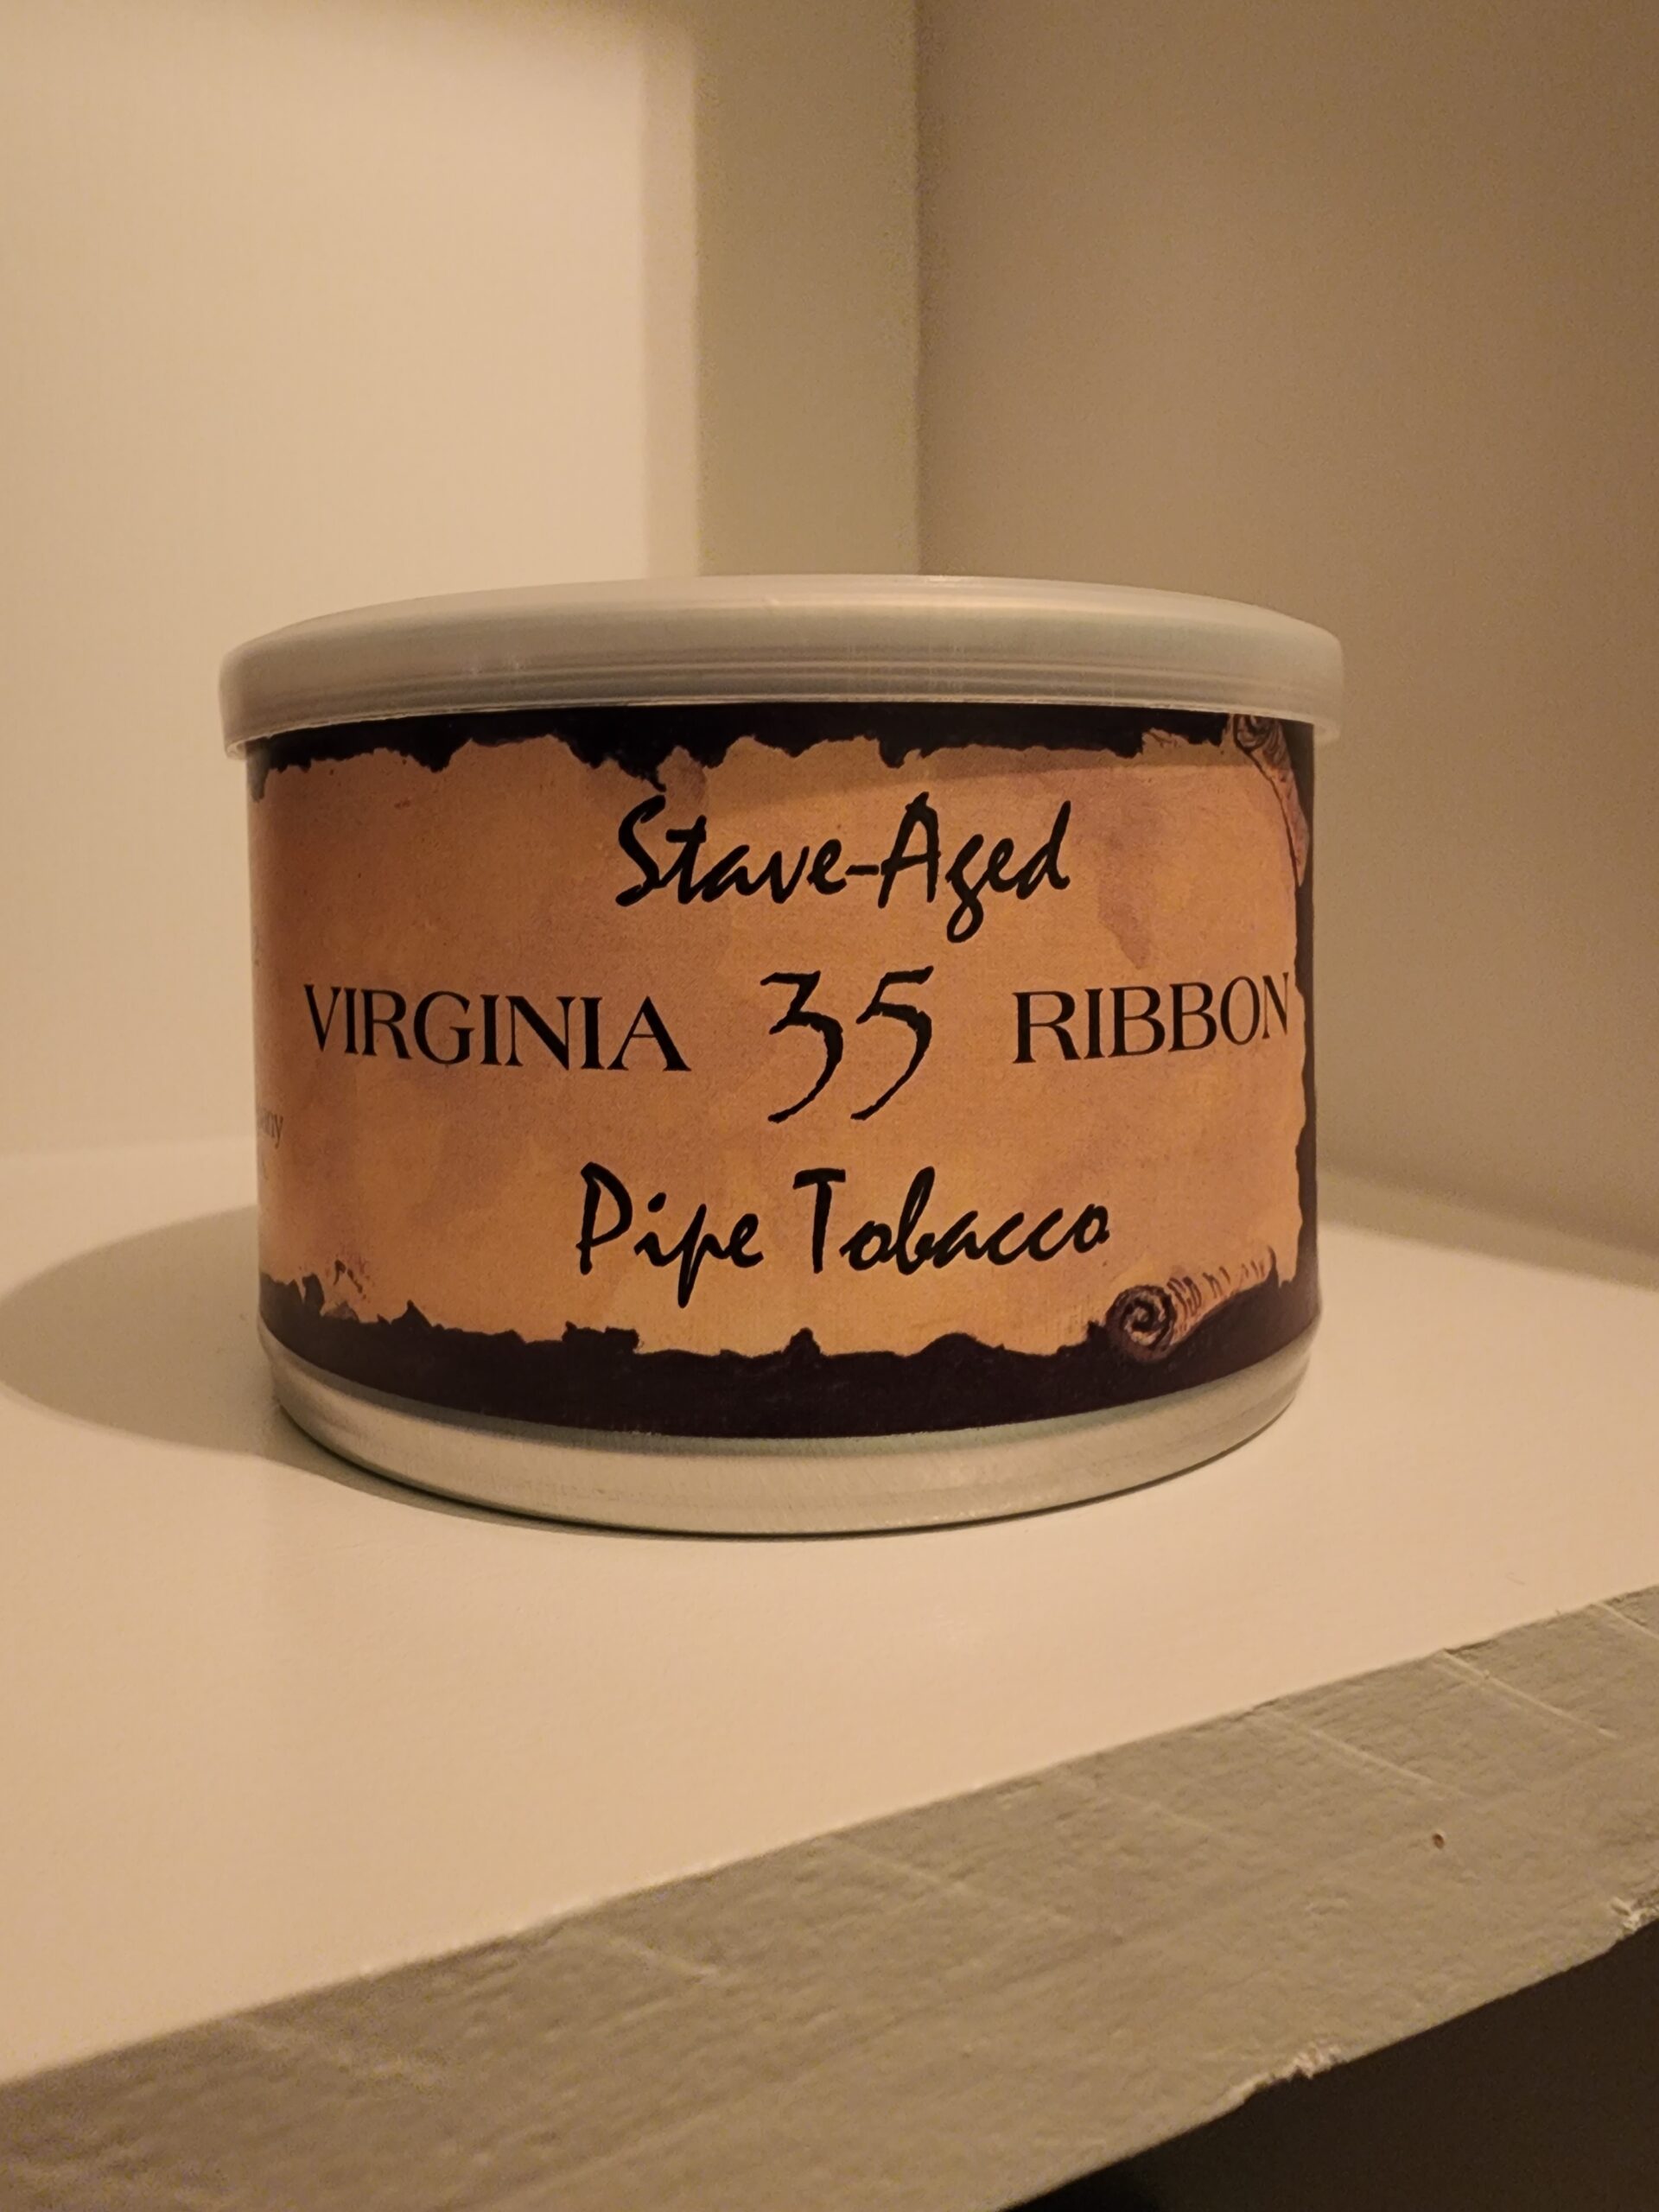 Stave-Aged
VIRGINIA 35 RIBBON
Pipe Tobacco